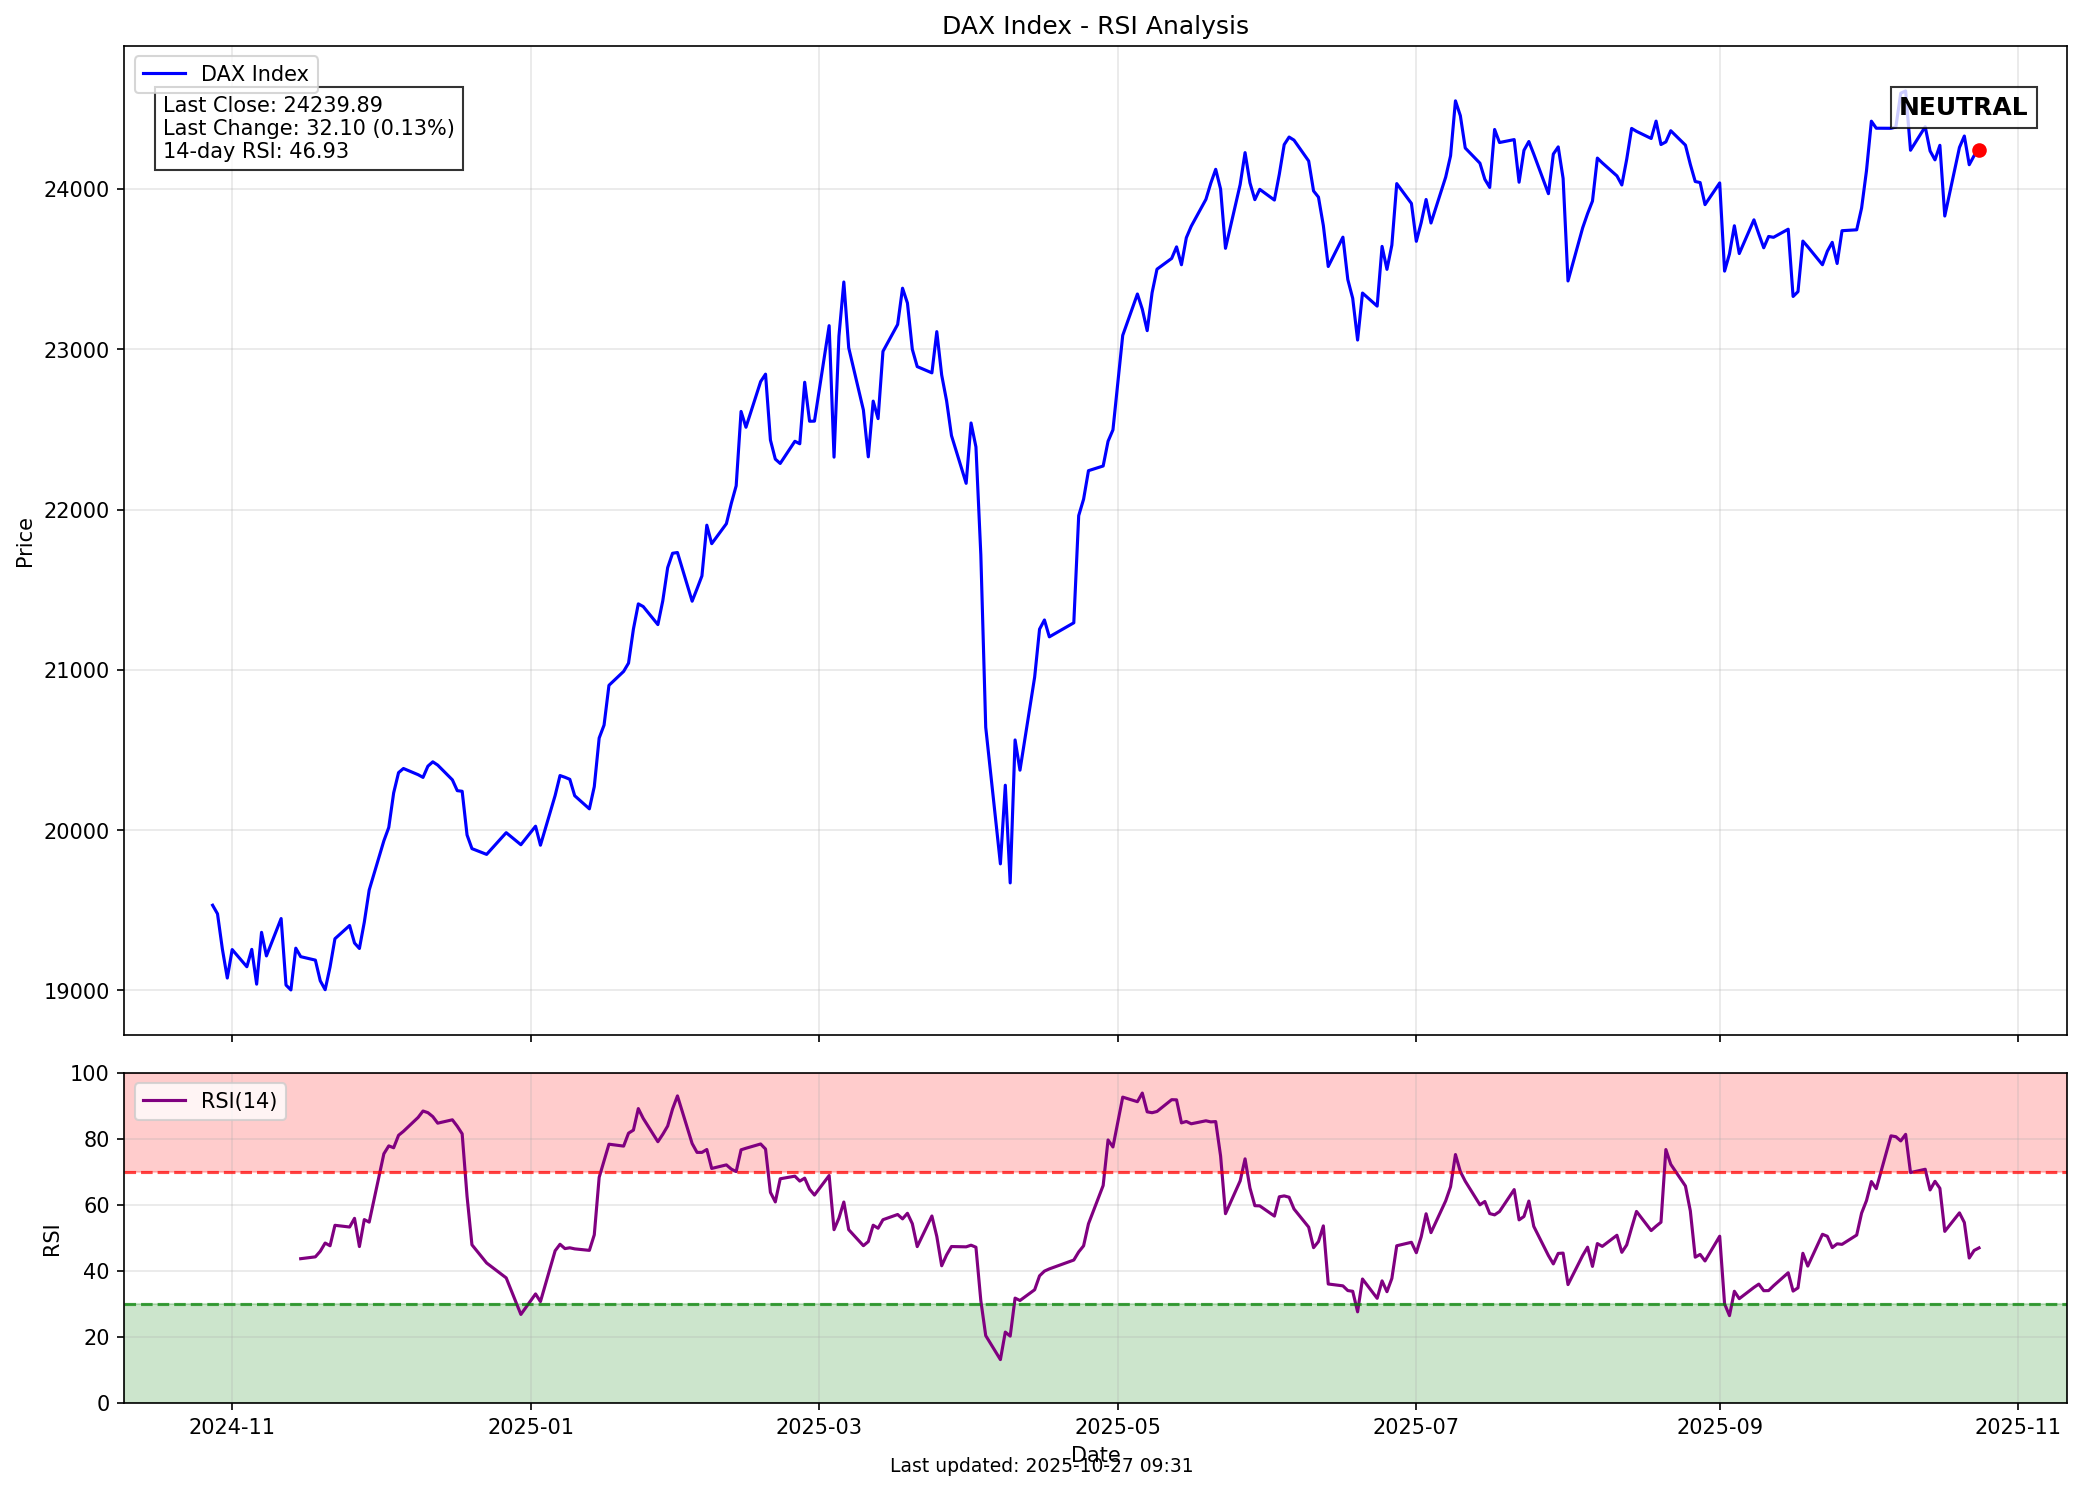 DAX Index - RSI Analysis
DAX Index
Last Close: 24239.89
Last Change: 32.10 (0.13%)
14-day RSI: 46.93
NEUTRAL
24000
23000
22000
21000
20000
19000
Price
RSI(14)
100
80
60
40
20
0
RSI
2024-11
2025-01
2025-03
2025-05
2025-07
2025-09
2025-11
Date
Last updated: 2025-10-27 09:31